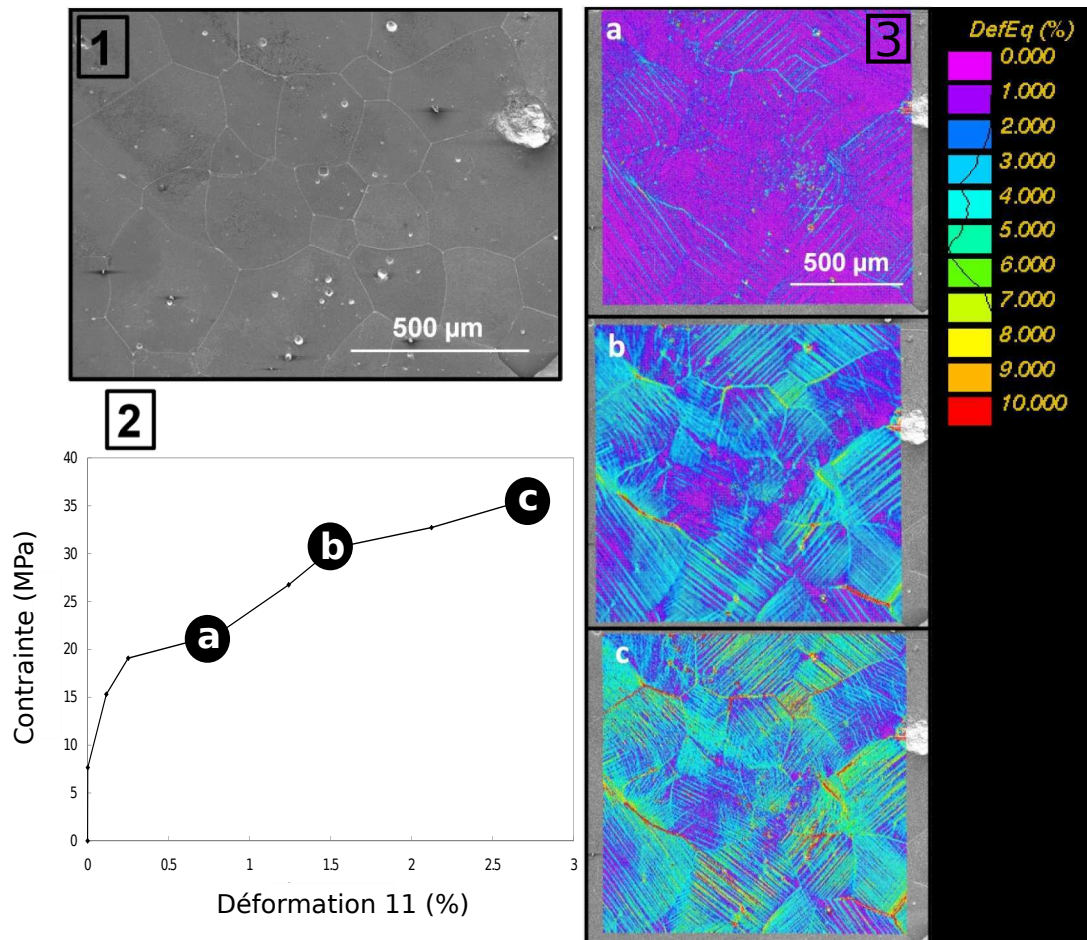 1
500 µm
2
Contrainte (MPa)
40
35
30
25
20
15
10
5
0
a
b
c
0
0.5
1
1.5
2
2.5
3
Déformation 11 (%)
a
3
500 µm
b
c
DefEq (%)
0.000
1.000
2.000
3.000
4.000
5.000
6.000
7.000
8.000
9.000
10.000